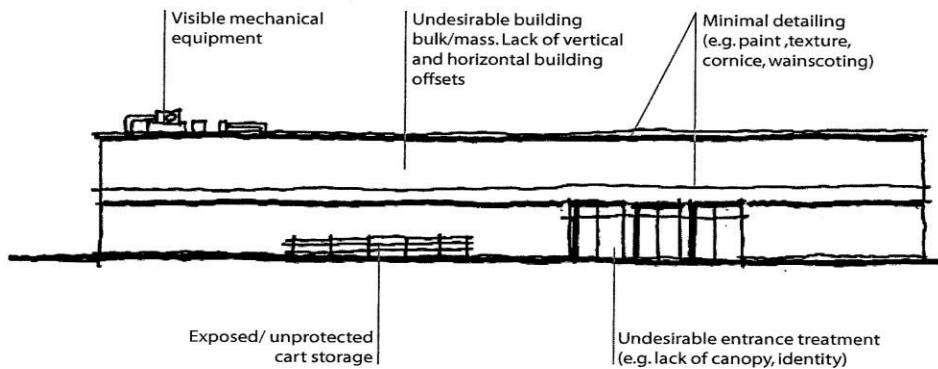 Visible mechanical
equipment
Undesirable building
bulk/mass. Lack of vertical
and horizontal building
offsets
Minimal detailing
(e.g. paint ,texture,
cornice, wainscoting)
Exposed/ unprotected
cart storage
Undesirable entrance treatment
(e.g. lack of canopy, identity)